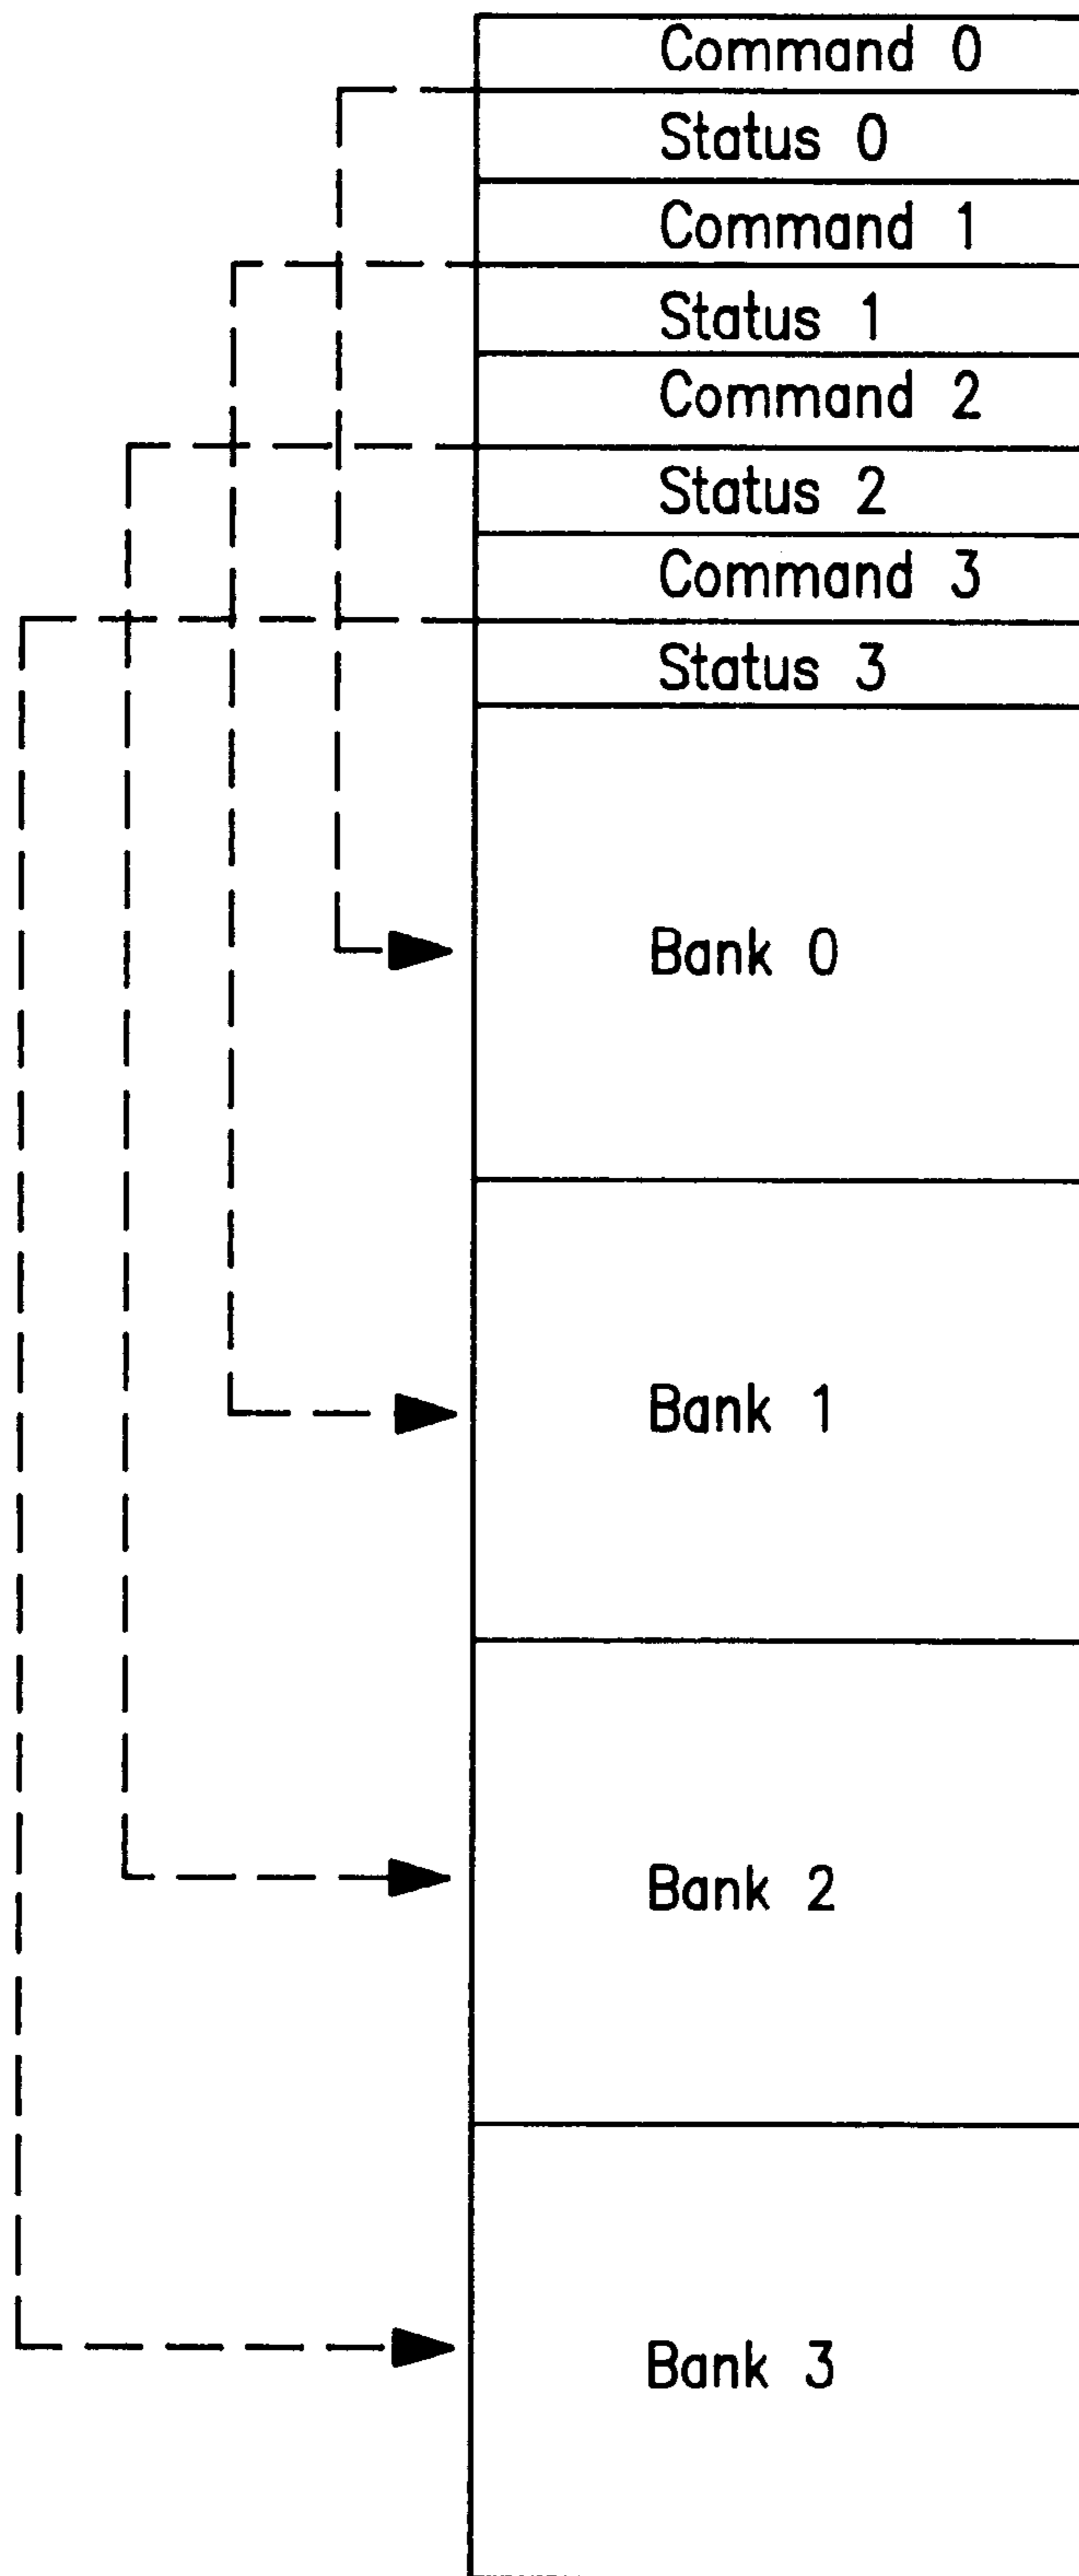 Command 0
Status 0
Command 1
Status 1
Command 2
Status 2
Command 3
Status 3
Bank 0
Bank 1
Bank 2
Bank 3